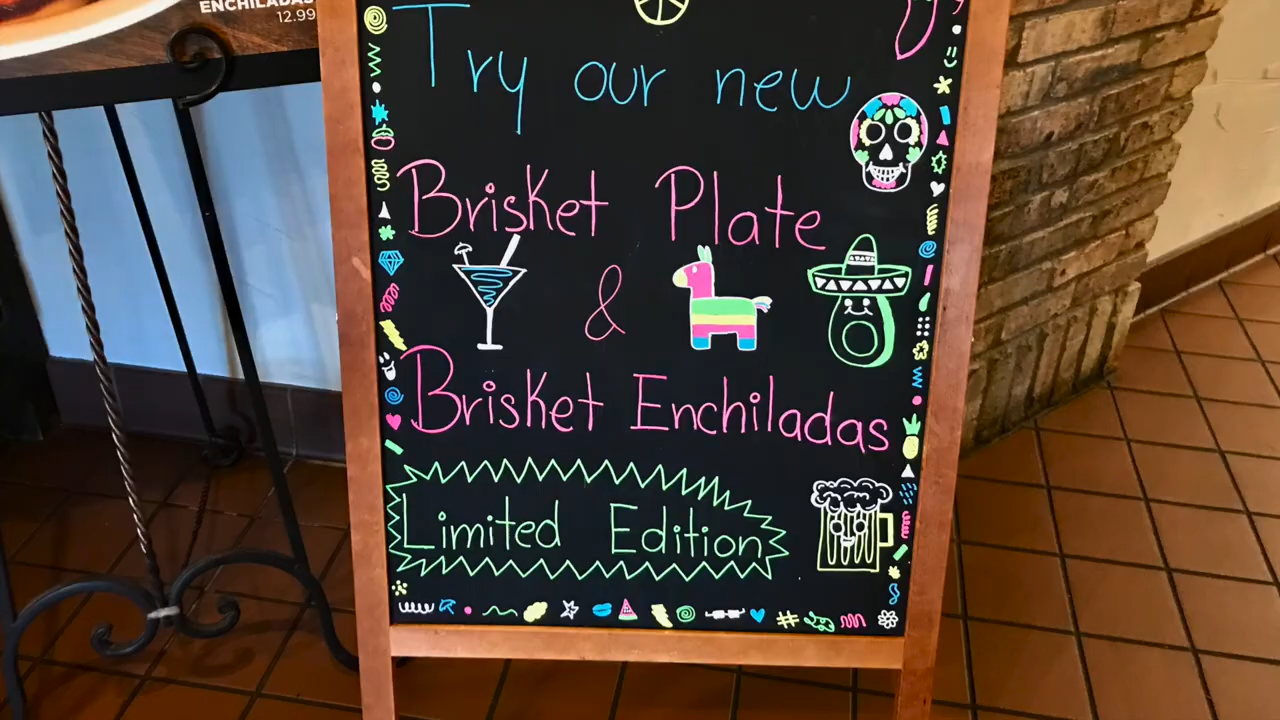 ENCHILADAS
12.99
Try our new
Brisket Plate
&
Brisket Enchiladas
Limited Edition